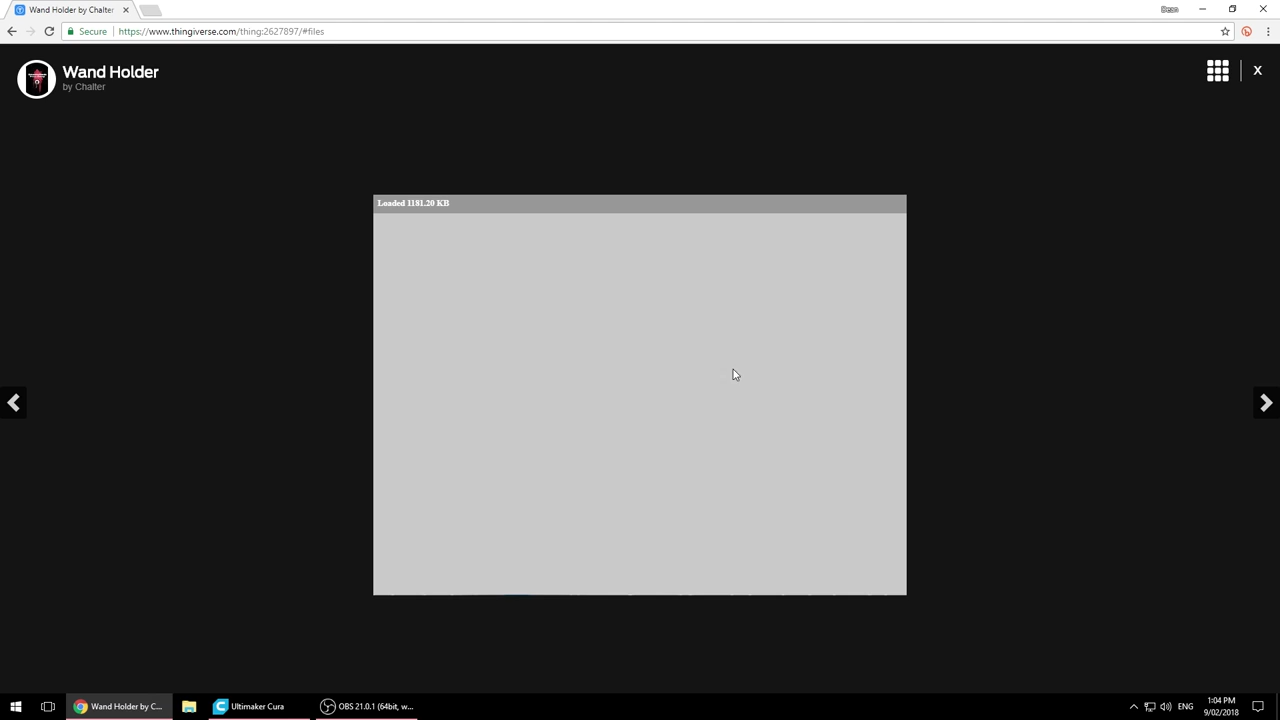 Wand Holder by Chalter
Dean
Secure
https://www.thingiverse.com/thing:2627897/#files
Wand Holder
by Chalter
X
Loaded 1181.20 KB
Wand Holder by C...
Ultimaker Cura
OBS 21.0.1 (64bit, w...
ENG
1:04 PM
9/02/2018